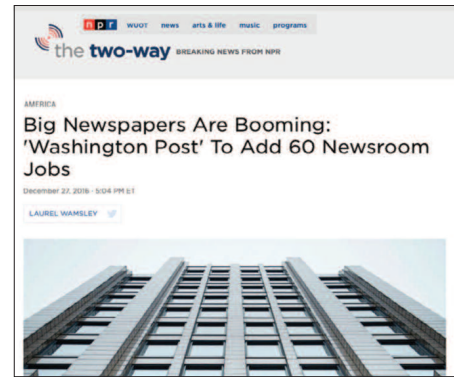 npr WUOT news arts & life music programs
the two-way BREAKING NEWS FROM NPR
AMERICA
Big Newspapers Are Booming:
'Washington Post' To Add 60 Newsroom
Jobs
December 27, 2016 · 5:04 PM ET
LAUREL WAMSLEY